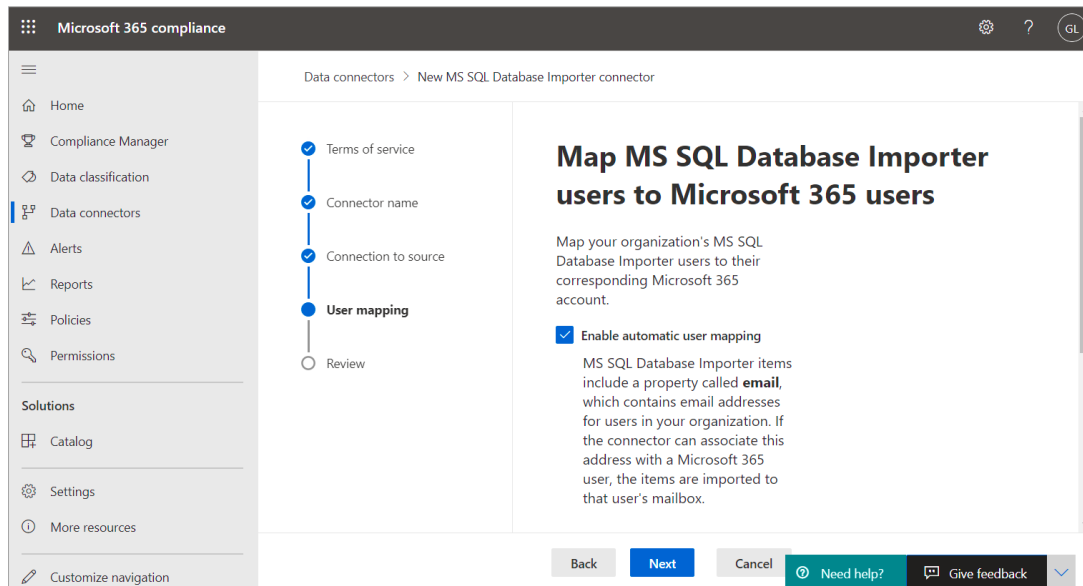 Microsoft 365 compliance
?
GL
Data connectors > New MS SQL Database Importer connector
Home
Compliance Manager
Data classification
Data connectors
Alerts
Reports
Policies
Permissions
Solutions
Catalog
Settings
More resources
Customize navigation
Terms of service
Connector name
Connection to source
User mapping
Review
Map MS SQL Database Importer
users to Microsoft 365 users
Map your organization's MS SQL
Database Importer users to their
corresponding Microsoft 365
account.
Enable automatic user mapping
MS SQL Database Importer items
include a property called email,
which contains email addresses
for users in your organization. If
the connector can associate this
address with a Microsoft 365
user, the items are imported to
that user's mailbox.
Back
Next
Cancel
Need help?
Give feedback